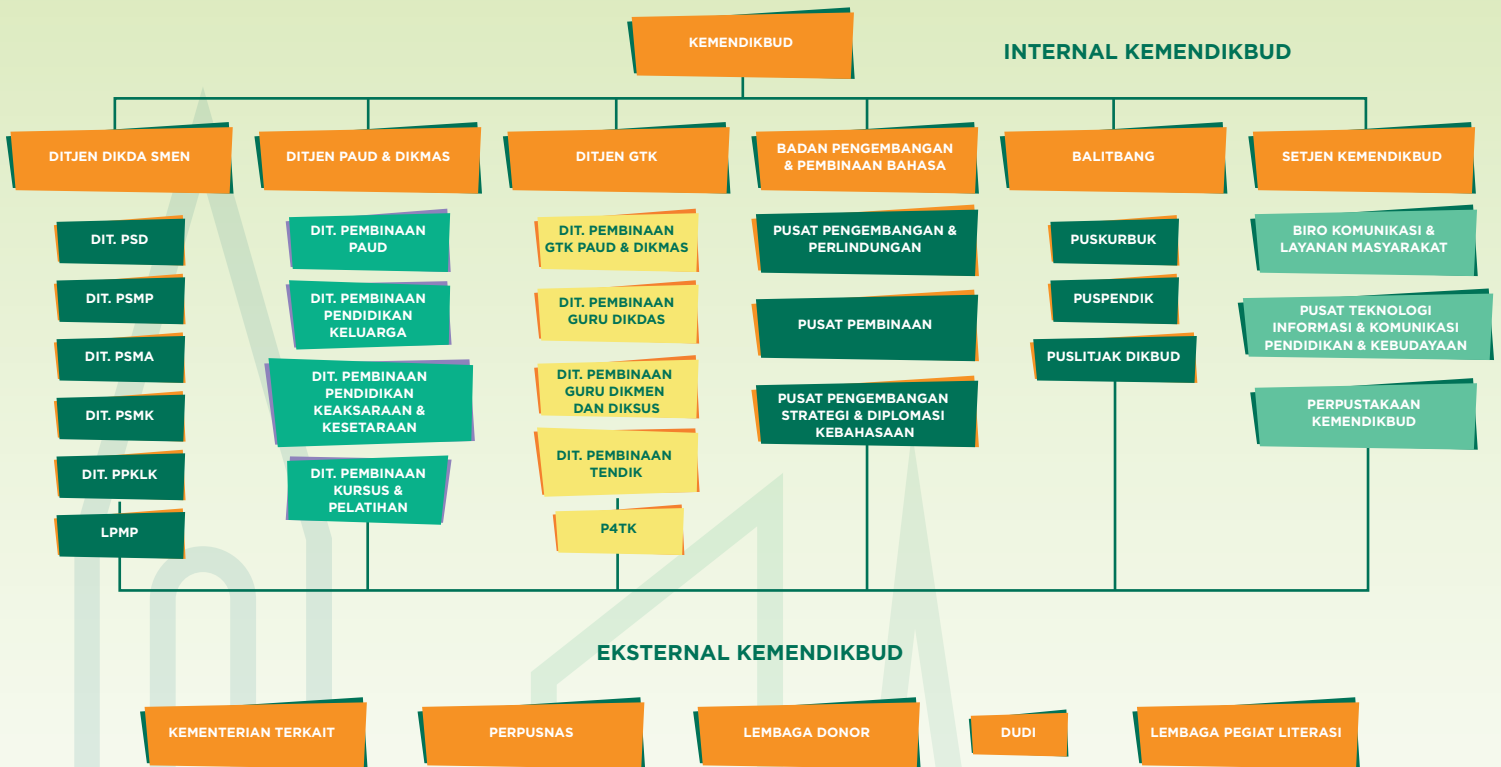 KEMENDIKBUD
INTERNAL KEMENDIKBUD
DITJEN DIKDA SMEN
DITJEN PAUD & DIKMAS
DITJEN GTK
BADAN PENGEMBANGAN
& PEMBINAAN BAHASA
BALITBANG
SETJEN KEMENDIKBUD
DIT. PSD
DIT. PSMP
DIT. PSMA
DIT. PSMK
DIT. PPKLK
LPMP
DIT. PEMBINAAN
PAUD
DIT. PEMBINAAN
PENDIDIKAN
KELUARGA
DIT. PEMBINAAN
PENDIDIKAN
KEAKSARAAN &
KESETARAAN
DIT. PEMBINAAN
KURSUS &
PELATIHAN
DIT. PEMBINAAN
GTK PAUD & DIKMAS
DIT. PEMBINAAN
GURU DIKDAS
DIT. PEMBINAAN
GURU DIKMEN
DAN DIKSUS
DIT. PEMBINAAN
TENDIK
P4TK
PUSAT PENGEMBANGAN &
PERLINDUNGAN
PUSAT PEMBINAAN
PUSAT PENGEMBANGAN
STRATEGI & DIPLOMASI
KEBAHASAAN
PUSKURBUK
PUSPENDIK
PUSLITJAK DIKBUD
BIRO KOMUNIKASI &
LAYANAN MASYARAKAT
PUSAT TEKNOLOGI
INFORMASI & KOMUNIKASI
PENDIDIKAN & KEBUDAYAAN
PERPUSTAKAAN
KEMENDIKBUD
EKSTERNAL KEMENDIKBUD
KEMENTERIAN TERKAIT
PERPUSNAS
LEMBAGA DONOR
DUDI
LEMBAGA PEGIAT LITERASI